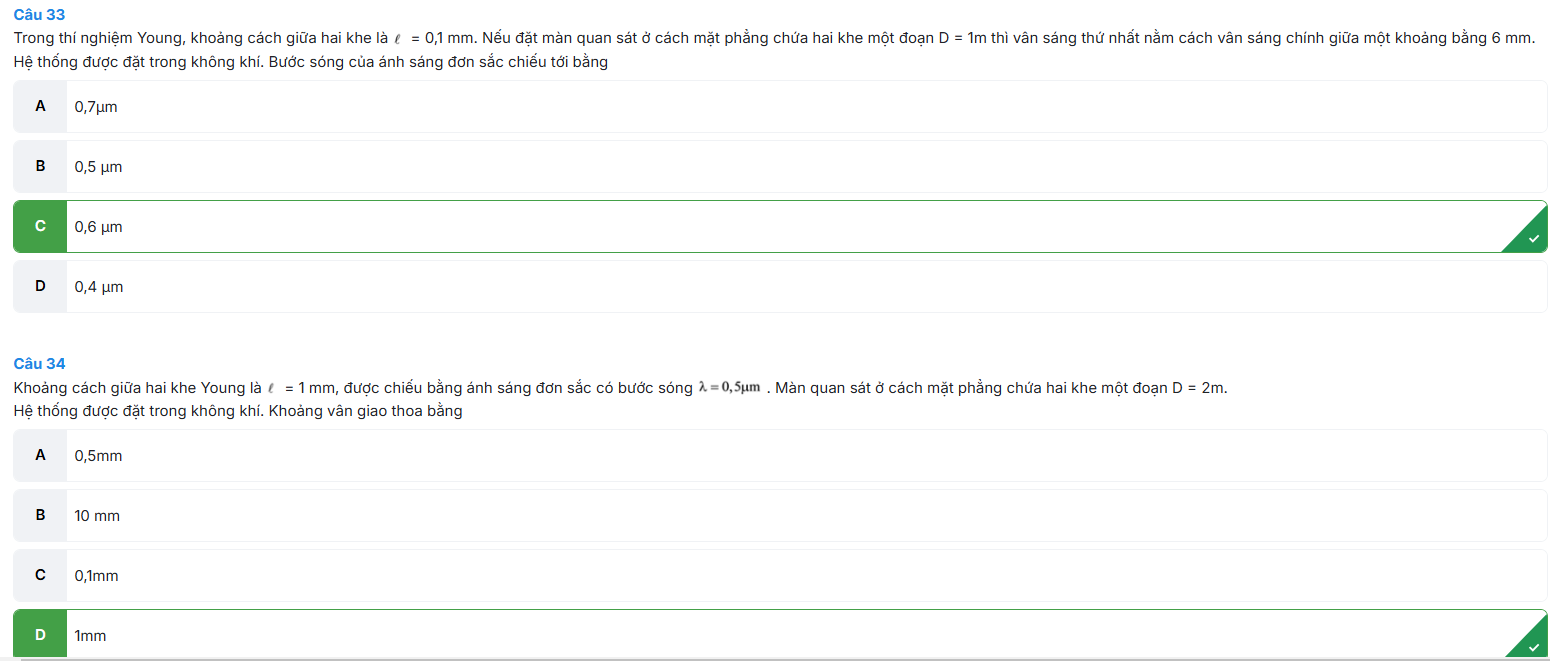 Câu 33
Trong thí nghiệm Young, khoảng cách giữa hai khe là ℓ = 0,1 mm. Nếu đặt màn quan sát ở cách mặt phẳng chứa hai khe một đoạn D = 1m thì vân sáng thứ nhất nằm cách vân sáng chính giữa một khoảng bằng 6 mm.
Hệ thống được đặt trong không khí. Bước sóng của ánh sáng đơn sắc chiếu tới bằng
A 0,7μm
B 0,5 μm
C 0,6 μm
D 0,4 μm
Câu 34
Khoảng cách giữa hai khe Young là ℓ = 1 mm, được chiếu bằng ánh sáng đơn sắc có bước sóng λ = 0,5μm . Màn quan sát ở cách mặt phẳng chứa hai khe một đoạn D = 2m.
Hệ thống được đặt trong không khí. Khoảng vân giao thoa bằng
A 0,5mm
B 10 mm
C 0,1mm
D 1mm